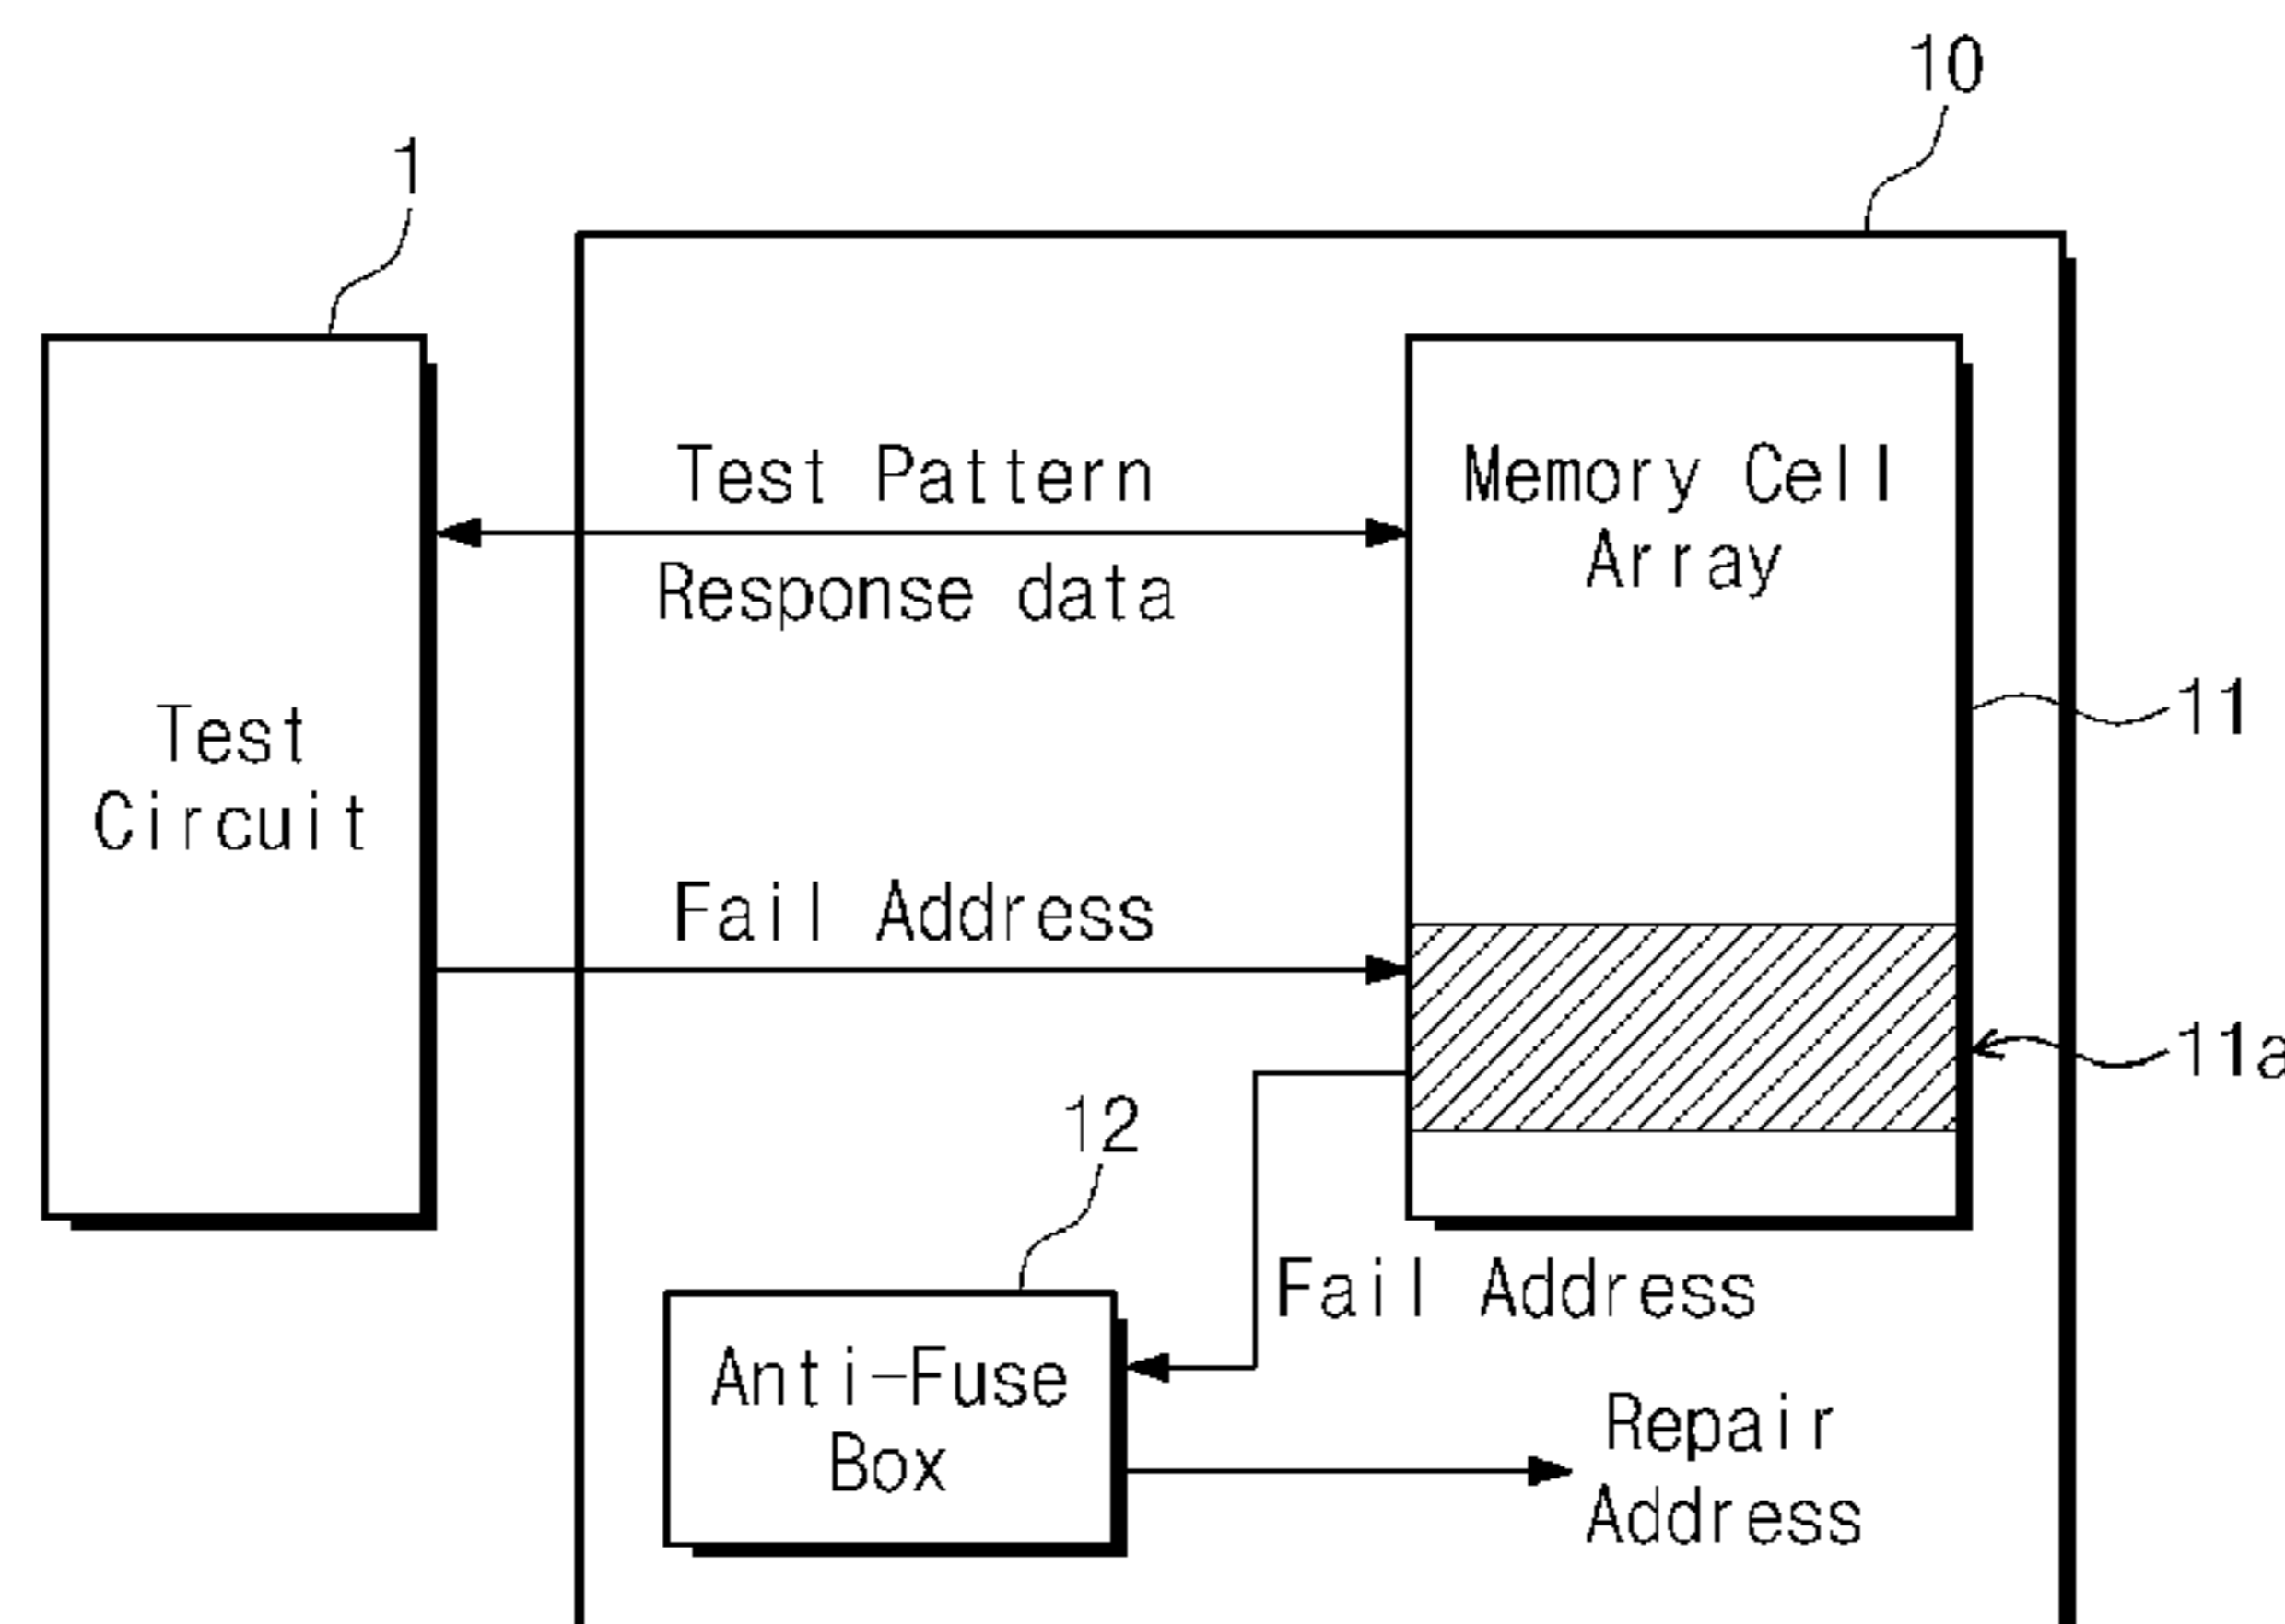 10
1
Test Pattern
Response data
Memory Cell
Array
11
Test
Circuit
Fail Address
11a
12
Fail Address
Anti-Fuse
Box
Repair
Address